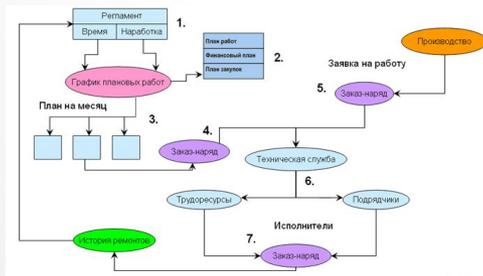 Регламент
Время Наработка
1.
План работ
Финансовый план
План закупок
2.
Производство
Заявка на работу
График плановых работ
5.
Заказ-наряд
План на месяц
3.
4.
Заказ-наряд
Техническая служба
6.
Трудоресурсы
Подрядчики
Исполнители
7.
История ремонтов
Заказ-наряд